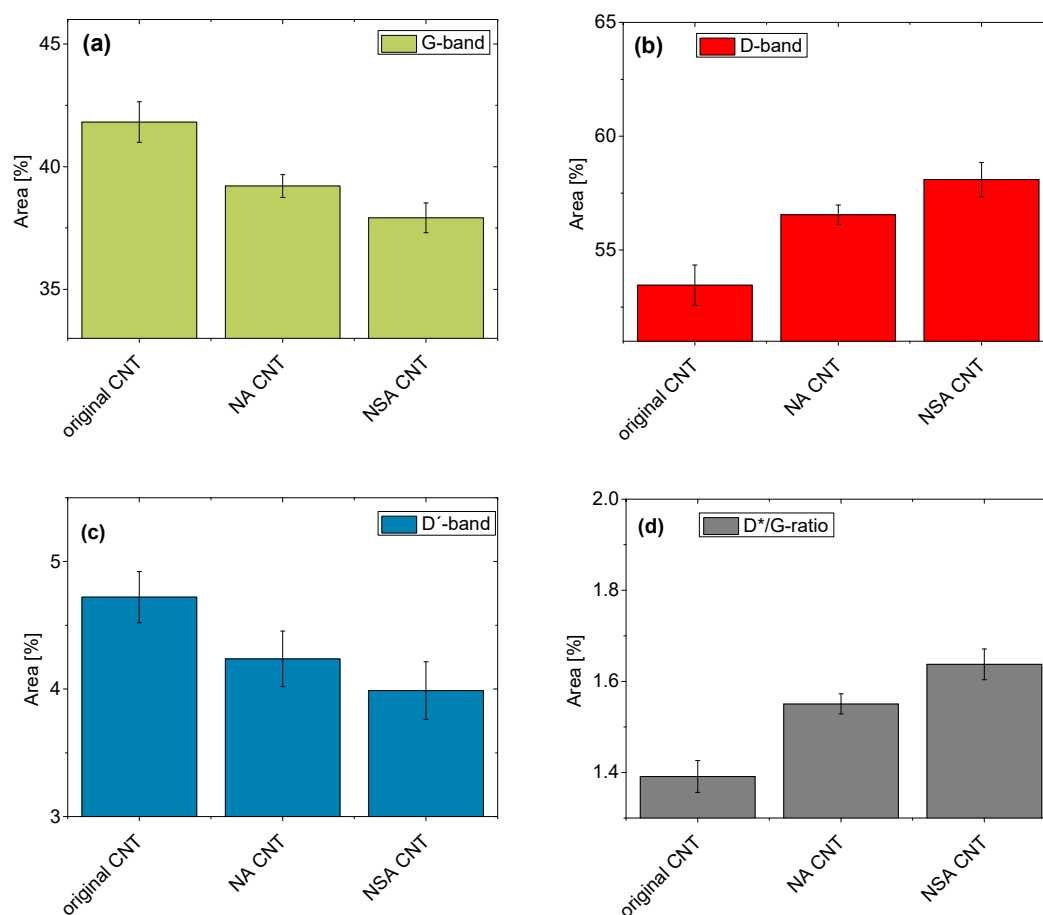 (a)
G-band
45
40
35
Area [%]
original CNT
NA CNT
NSA CNT
(b)
D-band
65
60
55
Area [%]
original CNT
NA CNT
NSA CNT
(c)
D´-band
5
4
3
Area [%]
original CNT
NA CNT
NSA CNT
(d)
D*/G-ratio
2.0
1.8
1.6
1.4
Area [%]
original CNT
NA CNT
NSA CNT